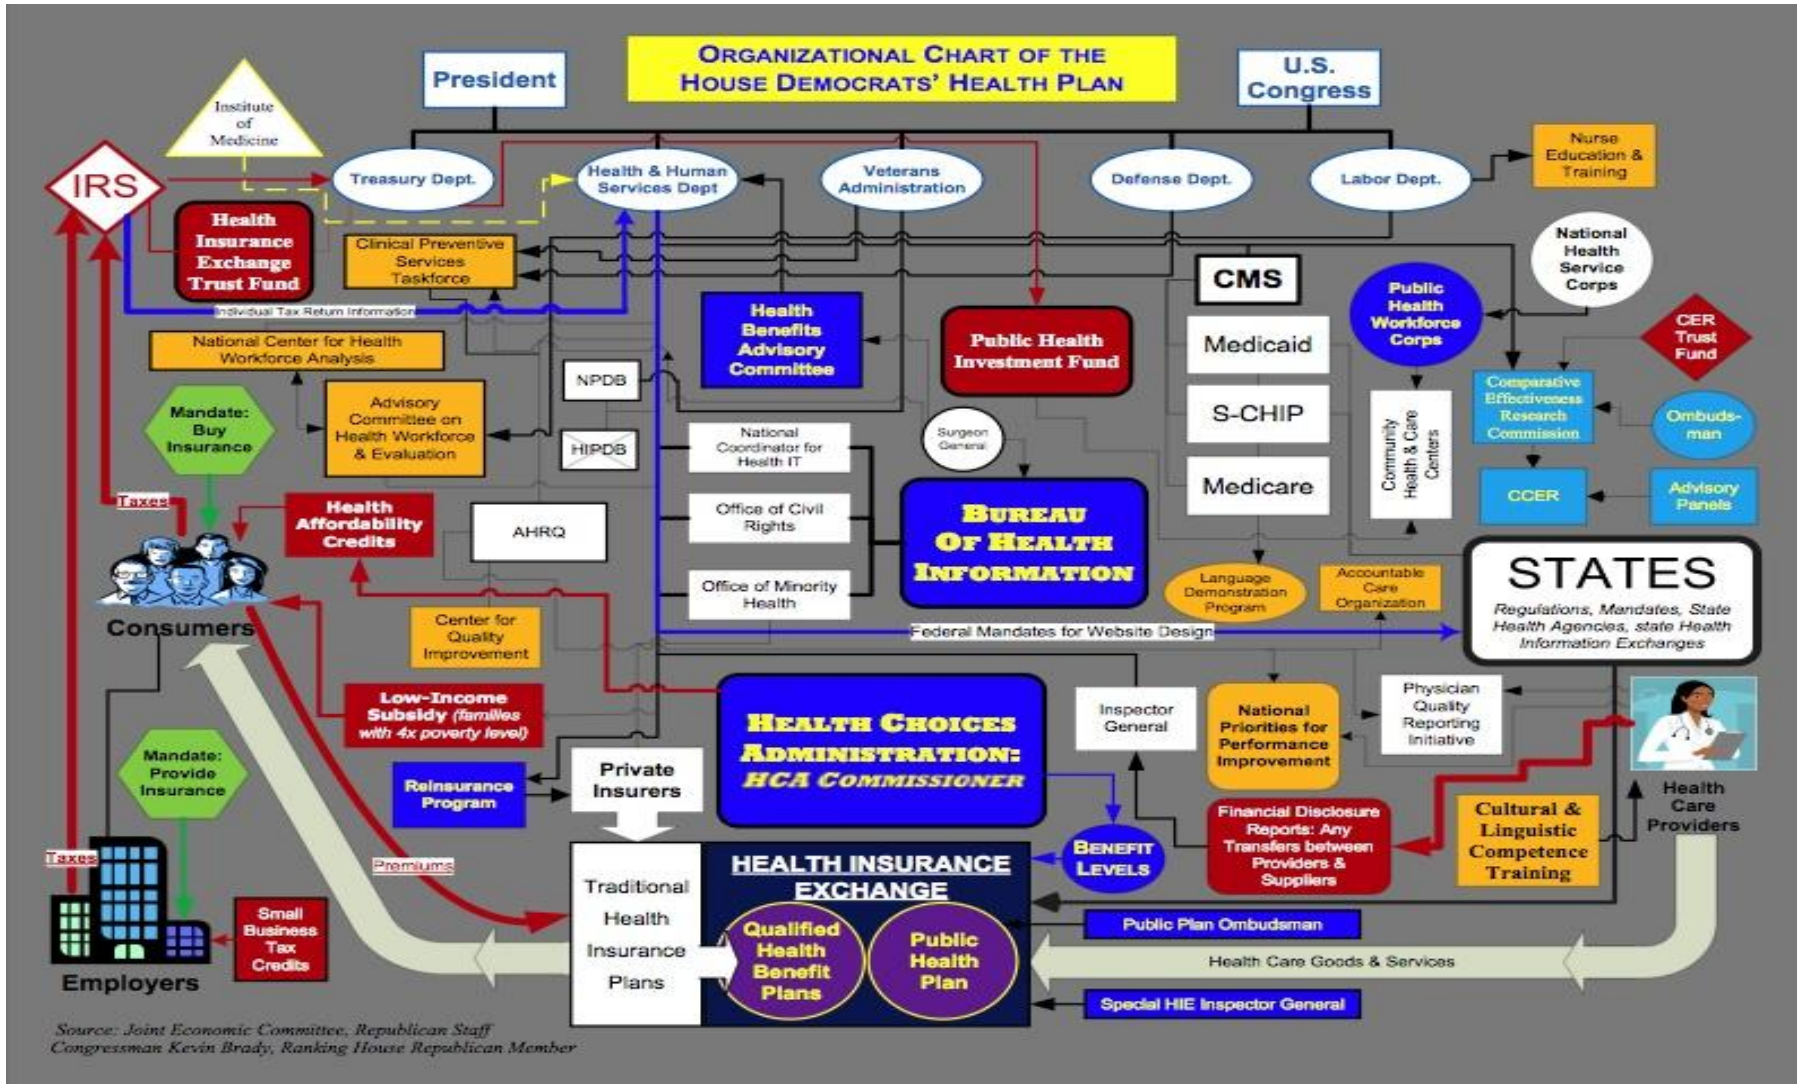 ORGANIZATIONAL CHART OF THE
HOUSE DEMOCRATS' HEALTH PLAN
President
U.S.
Congress
Institute
of
Medicine
IRS
Treasury Dept.
Health & Human
Services Dept
Veterans
Administration
Defense Dept.
Labor Dept.
Nurse
Education &
Training
Health
Insurance
Exchange
Trust Fund
Clinical Preventive
Services
Taskforce
Individual Tax Return Information
National Center for Health
Workforce Analysis
Health
Benefits
Advisory
Committee
Public Health
Investment Fund
CMS
Medicaid
S-CHIP
Medicare
Public
Health
Workforce
Corps
National
Health
Service
Corps
CER
Trust
Fund
Comparative
Effectiveness
Research
Commission
Ombuds-
man
CCER
Advisory
Panels
Community
Health & Care
Centers
Mandate:
Buy
Insurance
Advisory
Committee on
Health Workforce
& Evaluation
NPDB
HIPDB
National
Coordinator for
Health IT
Office of Civil
Rights
Office of Minority
Health
Surgeon
General
BUREAU
OF HEALTH
INFORMATION
Taxes
Health
Affordability
Credits
AHRQ
Center for
Quality
Improvement
Language
Demonstration
Program
Accountable
Care
Organization
STATES
Regulations, Mandates, State
Health Agencies, state Health
Information Exchanges
Federal Mandates for Website Design
Consumers
Low-Income
Subsidy (families
with 4x poverty level)
Mandate:
Provide
Insurance
Reinsurance
Program
Private
Insurers
HEALTH CHOICES
ADMINISTRATION:
HCA COMMISSIONER
Inspector
General
National
Priorities for
Performance
Improvement
Physician
Quality
Reporting
Initiative
Health
Care
Providers
Financial Disclosure
Reports: Any
Transfers between
Providers &
Suppliers
Cultural &
Linguistic
Competence
Training
BENEFIT
LEVELS
Taxes
Premiums
Traditional
Health
Insurance
Plans
HEALTH INSURANCE
EXCHANGE
Qualified
Health
Benefit
Plans
Public
Health
Plan
Public Plan Ombudsman
Health Care Goods & Services
Special HIE Inspector General
Small
Business
Tax
Credits
Employers
Source: Joint Economic Committee, Republican Staff
Congressman Kevin Brady, Ranking House Republican Member